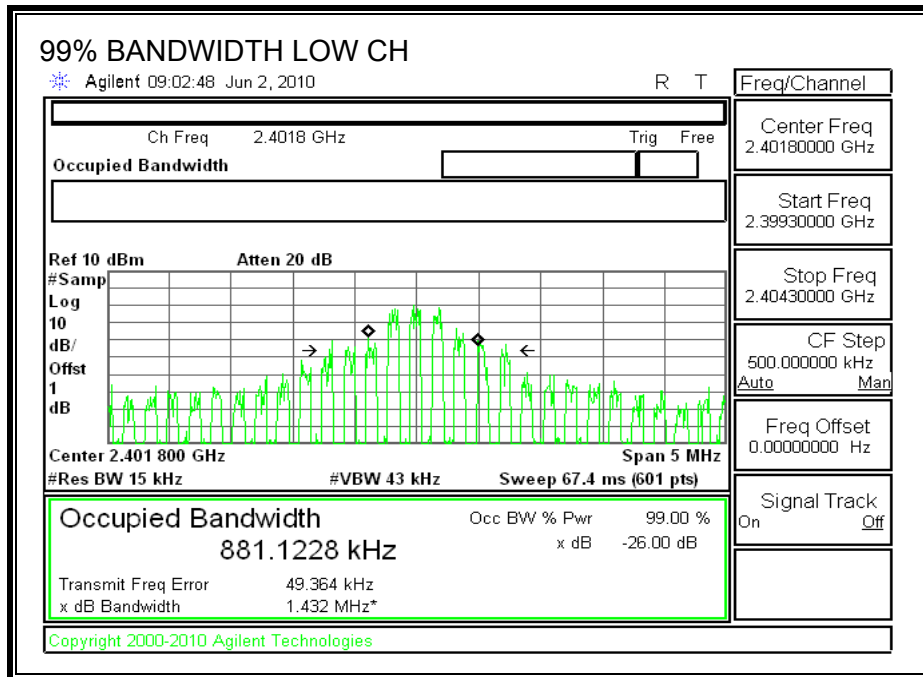 99% BANDWIDTH LOW CH
Agilent 09:02:48 Jun 2, 2010 R T
Ch Freq 2.4018 GHz Trig Free
Occupied Bandwidth
Ref 10 dBm Atten 20 dB
#Samp
Log
10
dB/
Offst
1
dB
Center 2.401 800 GHz Span 5 MHz
#Res BW 15 kHz #VBW 43 kHz Sweep 67.4 ms (601 pts)
Occupied Bandwidth Occ BW % Pwr 99.00 %
881.1228 kHz x dB -26.00 dB
Transmit Freq Error 49.364 kHz
x dB Bandwidth 1.432 MHz*
Copyright 2000-2010 Agilent Technologies
Freq/Channel
Center Freq
2.40180000 GHz
Start Freq
2.39930000 GHz
Stop Freq
2.40430000 GHz
CF Step
500.000000 kHz
Auto Man
Freq Offset
0.00000000 Hz
Signal Track
On Off